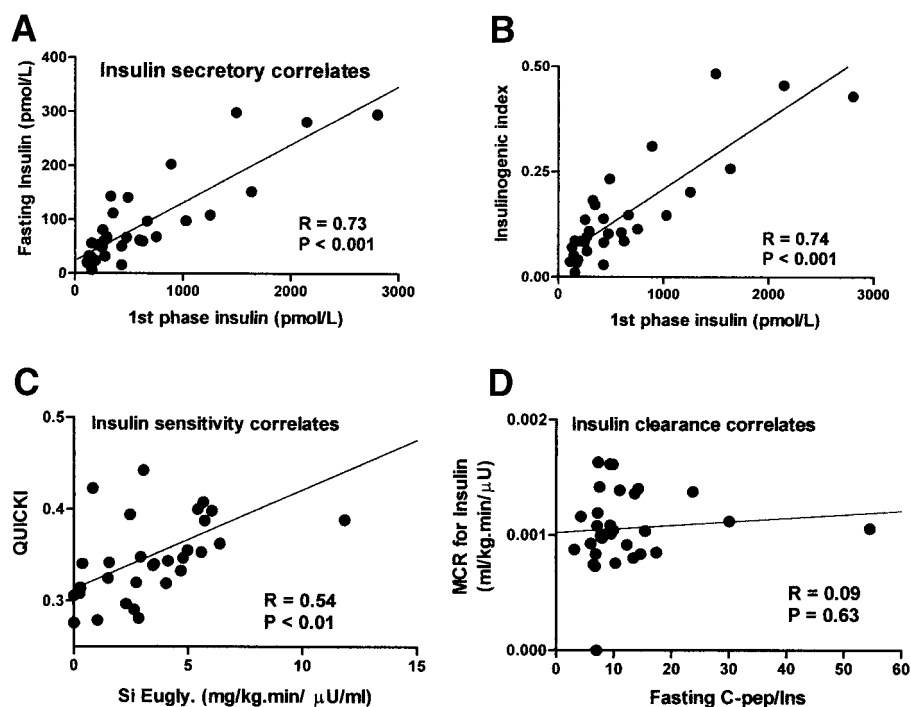 A
Insulin secretory correlates
Fasting Insulin (pmol/L)
400
300
200
100
0
R = 0.73
P < 0.001
0 1000 2000 3000
1st phase insulin (pmol/L)
B
Insulinogenic index
0.50
0.25
0.00
R = 0.74
P < 0.001
0 1000 2000 3000
1st phase insulin (pmol/L)
C
Insulin sensitivity correlates
QUICKI
0.5
0.4
0.3
R = 0.54
P < 0.01
0 5 10 15
Si Eugly. (mg/kg.min/ μU/ml)
D
Insulin clearance correlates
MCR for Insulin
(ml/kg.min/μU)
0.002
0.001
0.000
R = 0.09
P = 0.63
0 10 20 30 40 50 60
Fasting C-pep/Ins